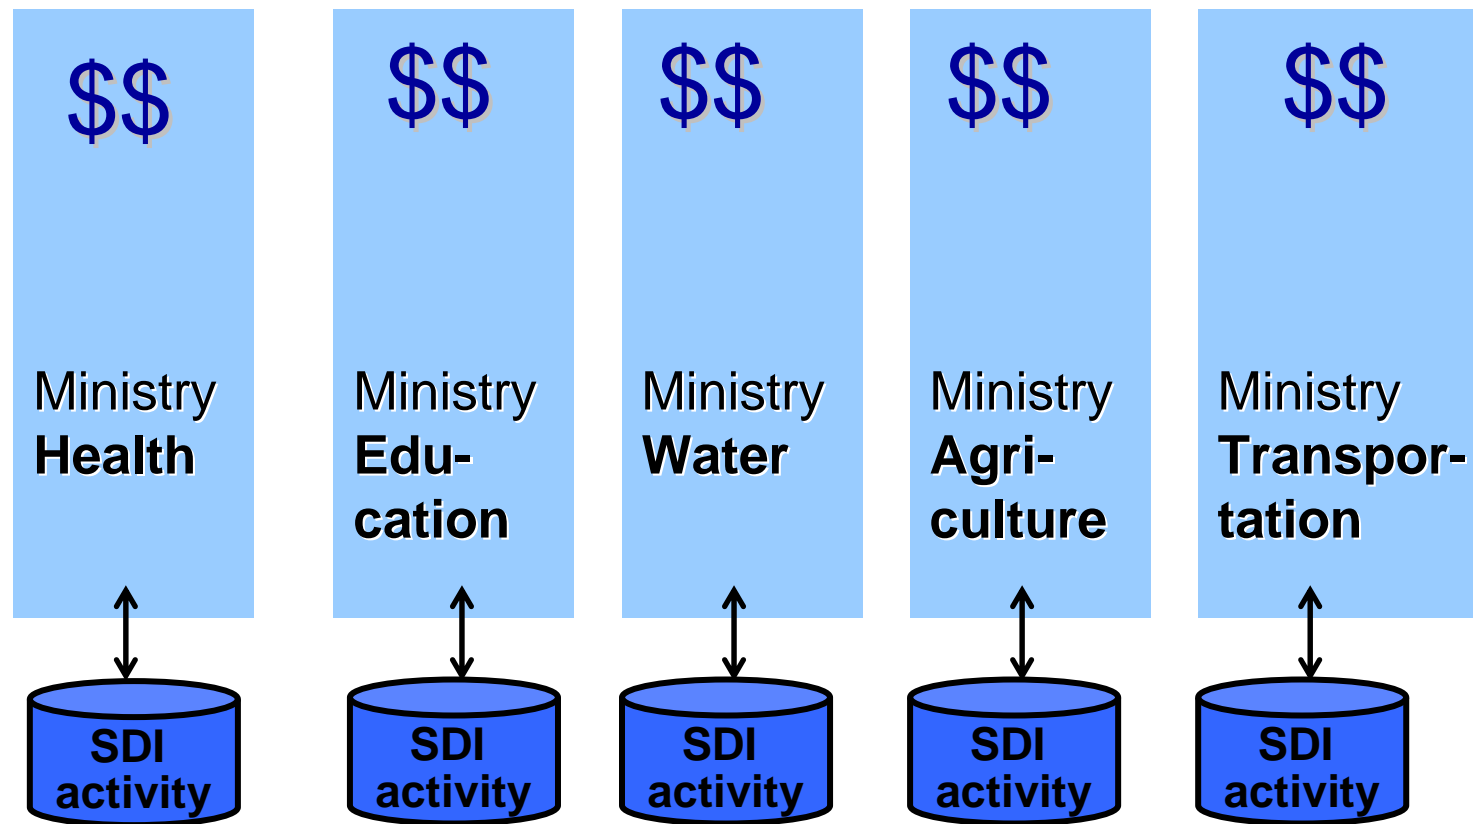 $$
Ministry
Health
SDI
activity
$$
Ministry
Edu-
cation
SDI
activity
$$
Ministry
Water
SDI
activity
$$
Ministry
Agri-
culture
SDI
activity
$$
Ministry
Transpor-
tation
SDI
activity